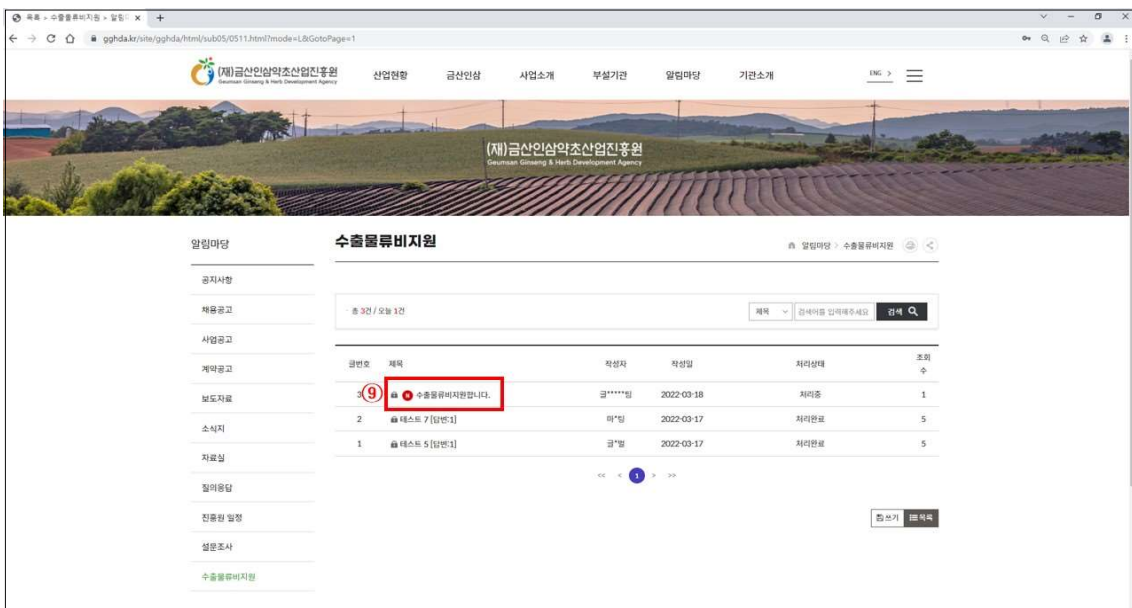 목록 > 수출물류비지원 > 알림
gghda.kr/site/gghda/html/sub05/0511.html?mode=L&GotoPage=1
(재)금산인삼약초산업진흥원
Geumsan Ginseng & Herb Development Agency
산업현황 금산인삼 사업소개 부설기관 알림마당 기관소개 ENG >
(재)금산인삼약초산업진흥원
Geumsan Ginseng & Herb Development Agency
알림마당
수출물류비지원
알림마당 > 수출물류비지원
공지사항
채용공고
사업공고
계약공고
보도자료
소식지
자료실
질의응답
진흥원 일정
설문조사
수출물류비지원
총 3건 / 오늘 1건
제목 검색어를 입력해주세요 검색
글번호 제목 작성자 작성일 처리상태 조회수
3 ⑨ N 수출물류비지원합니다. 글*****팀 2022-03-18 처리중 1
2 테스트 7 [답변:1] 마*팅 2022-03-17 처리완료 5
1 테스트 5 [답변:1] 글*벌 2022-03-17 처리완료 5
<< < 1 > >>
쓰기 목록